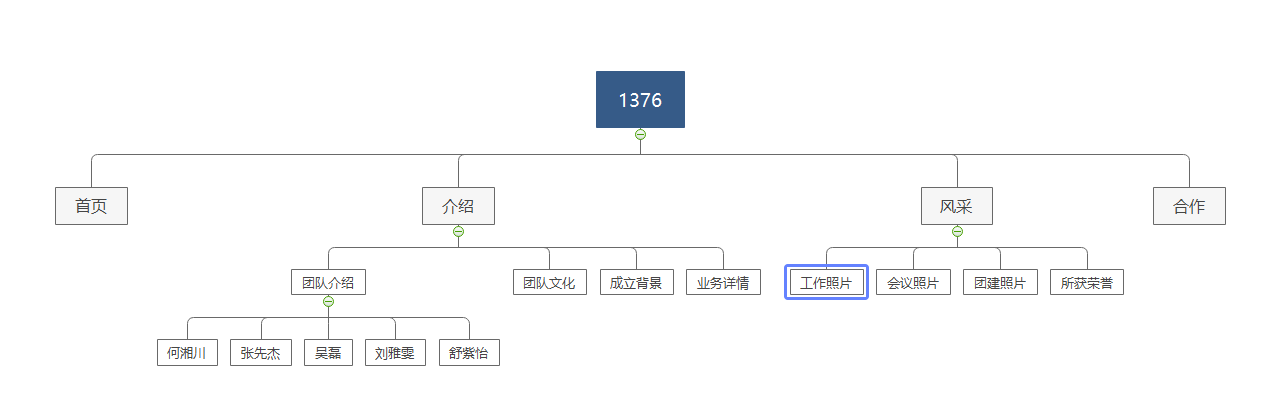 1376
首页
介绍
风采
合作
团队介绍
团队文化
成立背景
业务详情
工作照片
会议照片
团建照片
所获荣誉
何湘川
张先杰
吴磊
刘雅雯
舒紫怡